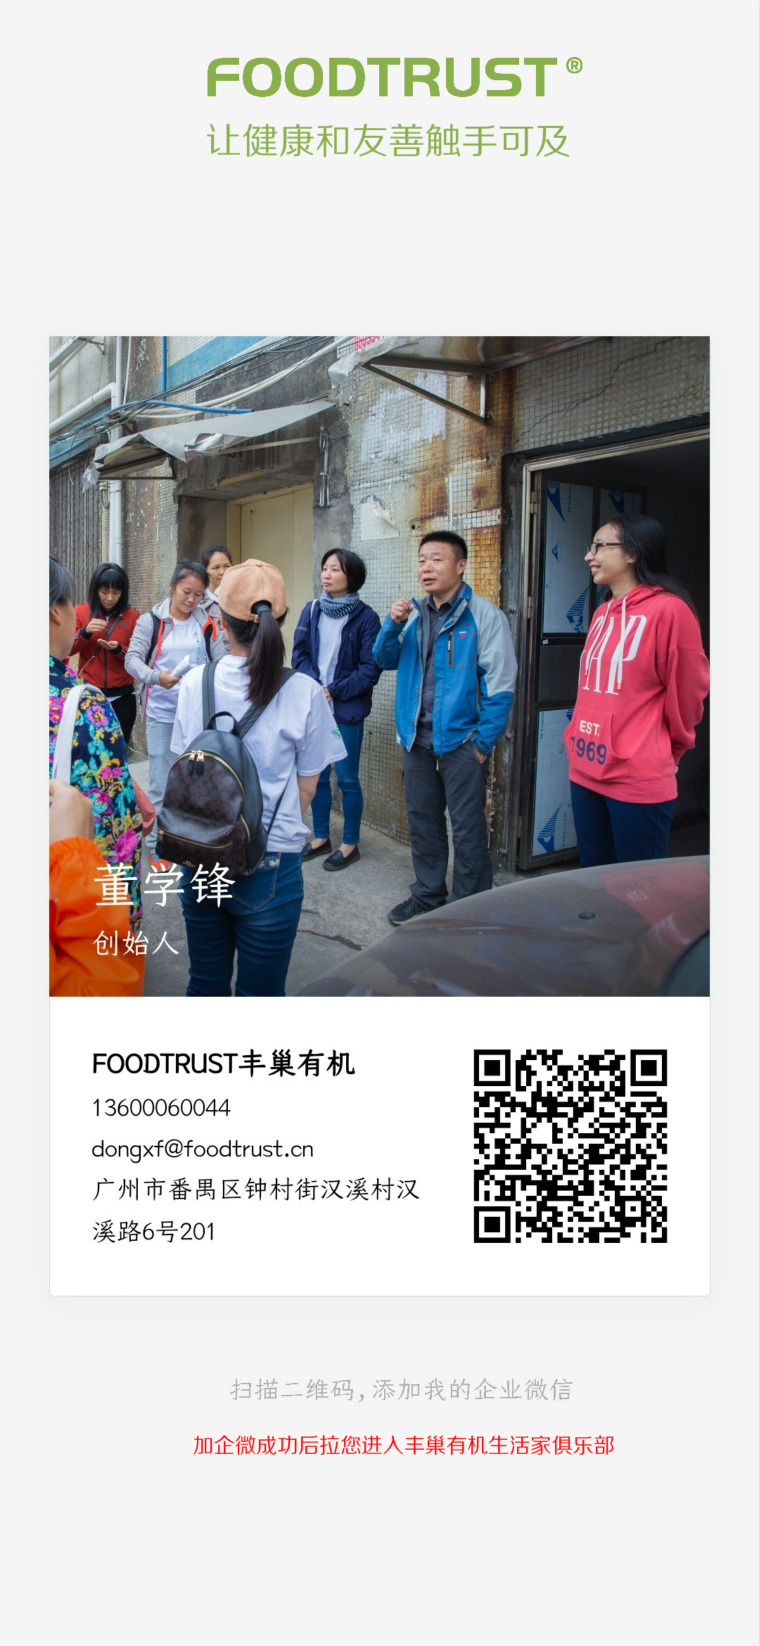 FOODTRUST®
让健康和友善触手可及
GAP
EST.
1969
董学锋
创始人
FOODTRUST丰巢有机
13600060044
dongxf@foodtrust.cn
广州市番禺区钟村街汉溪村汉
溪路6号201
扫描二维码,添加我的企业微信
加企微成功后拉您进入丰巢有机生活家俱乐部